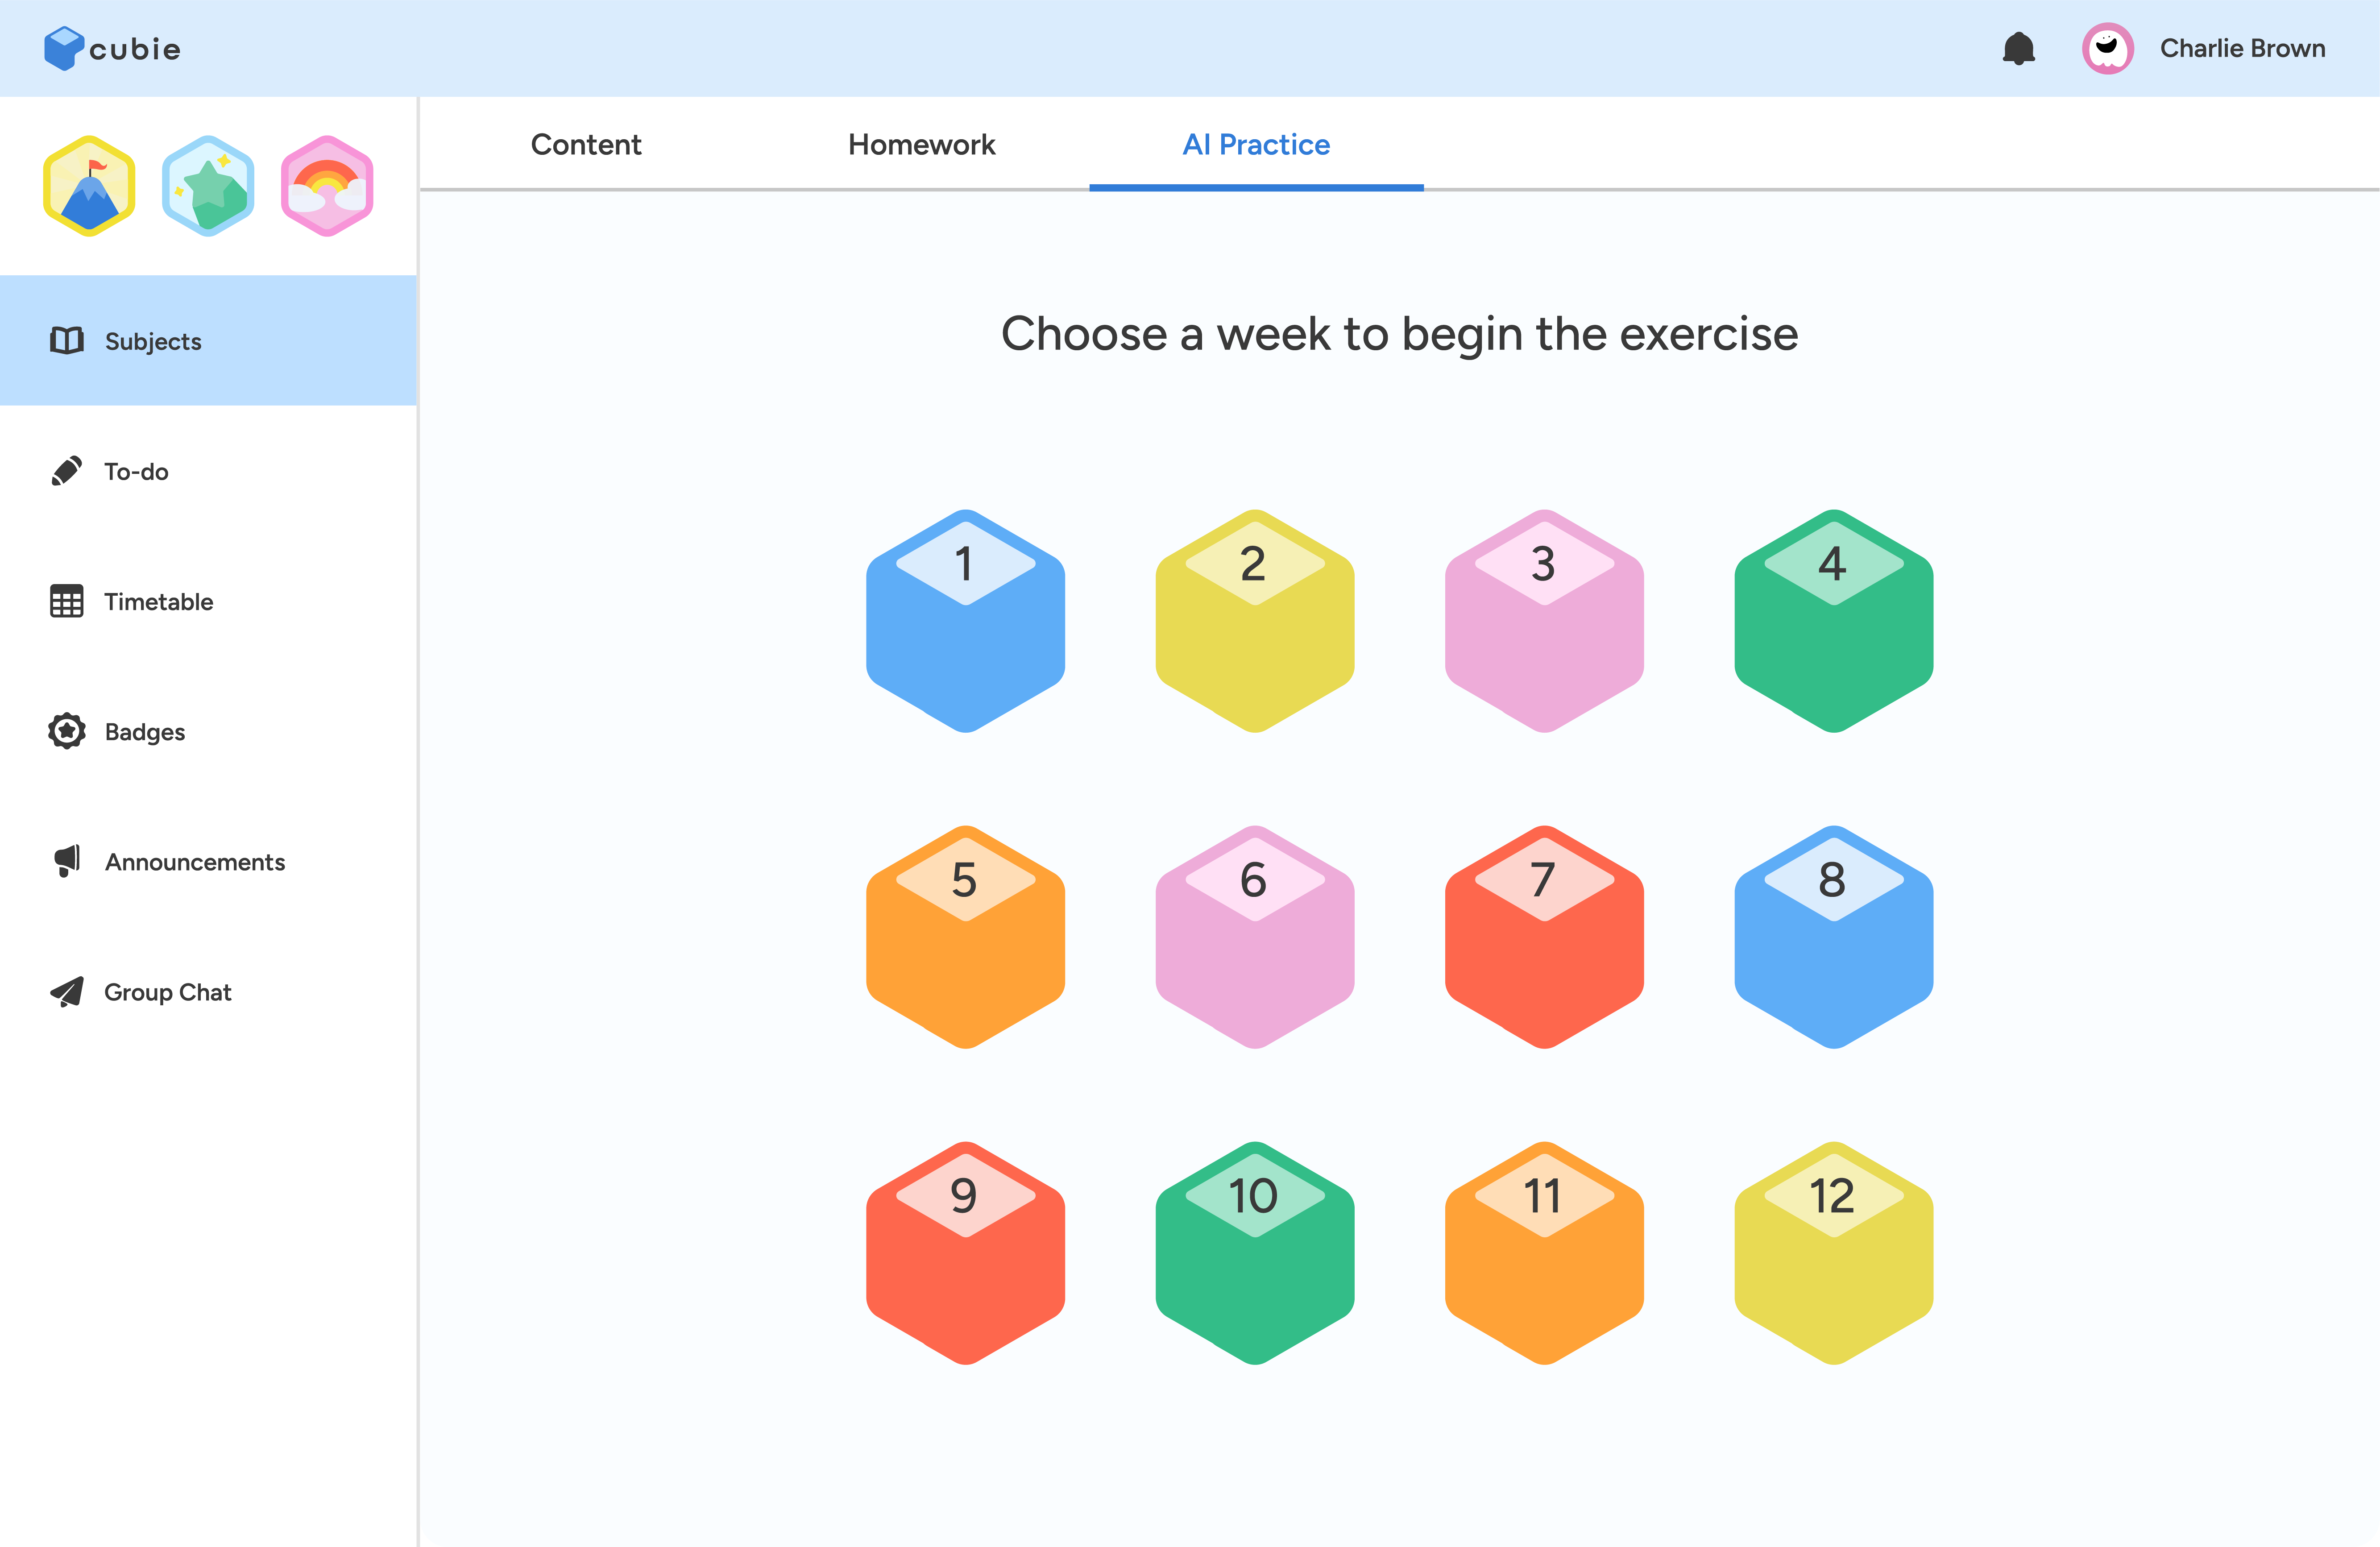 cubie
Charlie Brown
Content
Homework
AI Practice
Subjects
To-do
Timetable
Badges
Announcements
Group Chat
Choose a week to begin the exercise
1
2
3
4
5
6
7
8
9
10
11
12